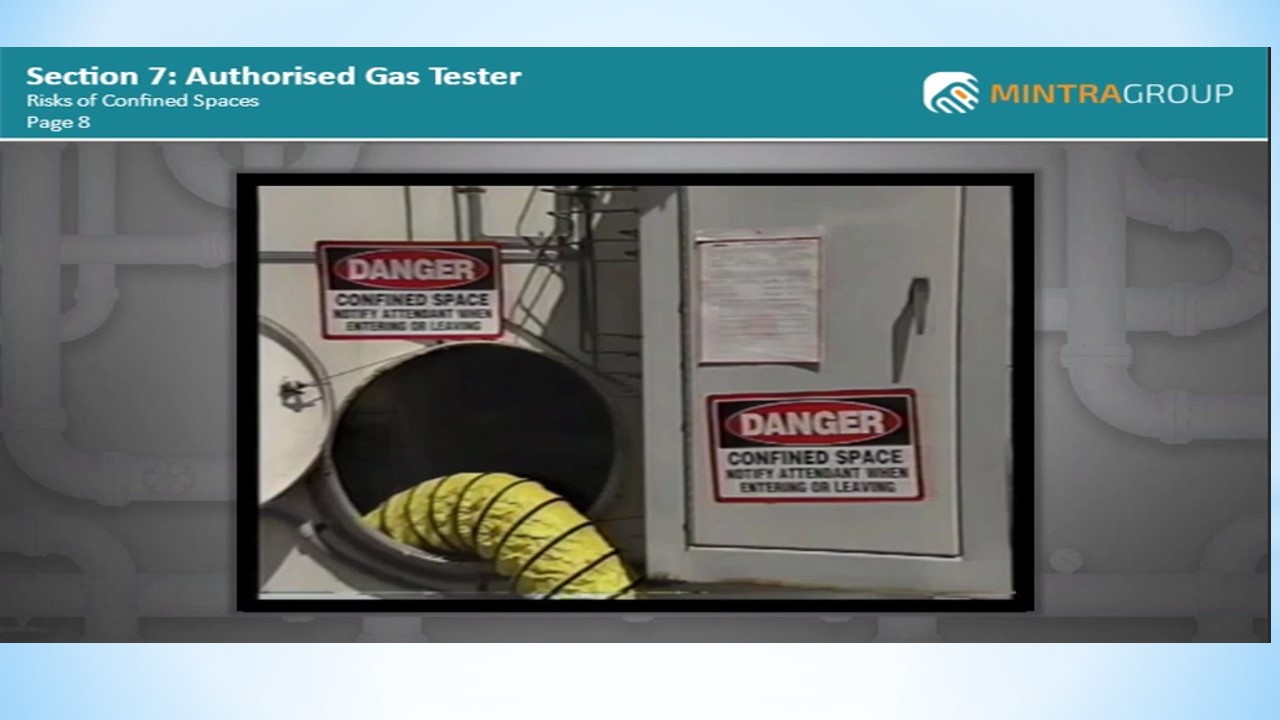 Section 7: Authorised Gas Tester
Risks of Confined Spaces
Page 8
MINTRAGROUP
DANGER
CONFINED SPACE
NOTIFY ATTENDANT WHEN
ENTERING OR LEAVING
DANGER
CONFINED SPACE
NOTIFY ATTENDANT WHEN
ENTERING OR LEAVING